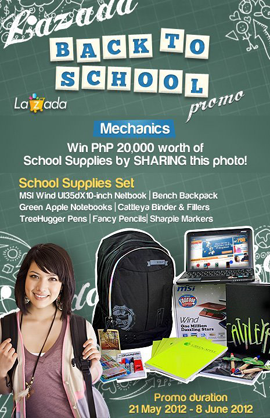 Lazada
BACK TO
SCHOOL
promo
Lazada
Mechanics
Win PhP 20,000 worth of
School Supplies by SHARING this photo!
School Supplies Set
MSI Wind U135dX10-inch Notbook | Bench Backpack
Green Apple Notebooks | Cattleya Binder & Fillers
TreeHugger Pens | Fancy Pencils| Sharpie Markers
msi
Wind
One Million
Dazzling Stars
CATTLEYA
Promo duration
21 May 2012 - 8 June 2012